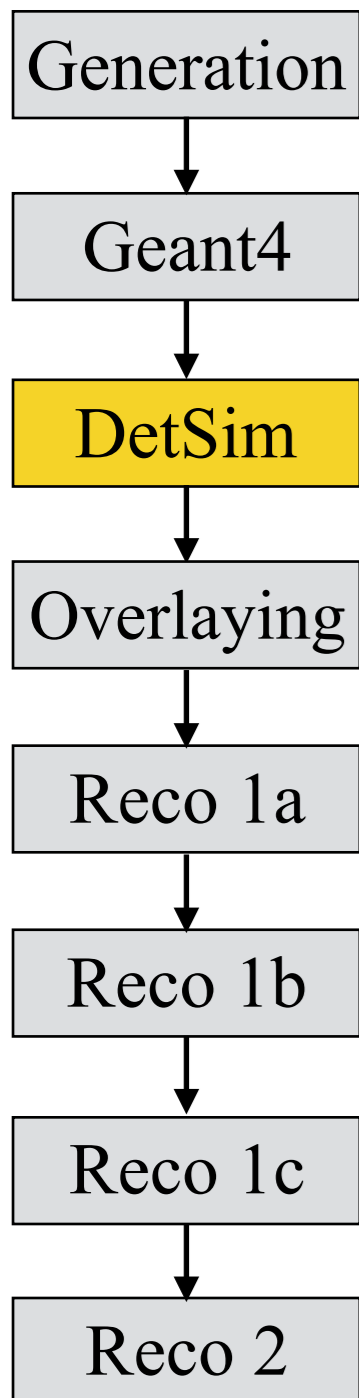 Generation
Geant4
DetSim
Overlaying
Reco 1a
Reco 1b
Reco 1c
Reco 2